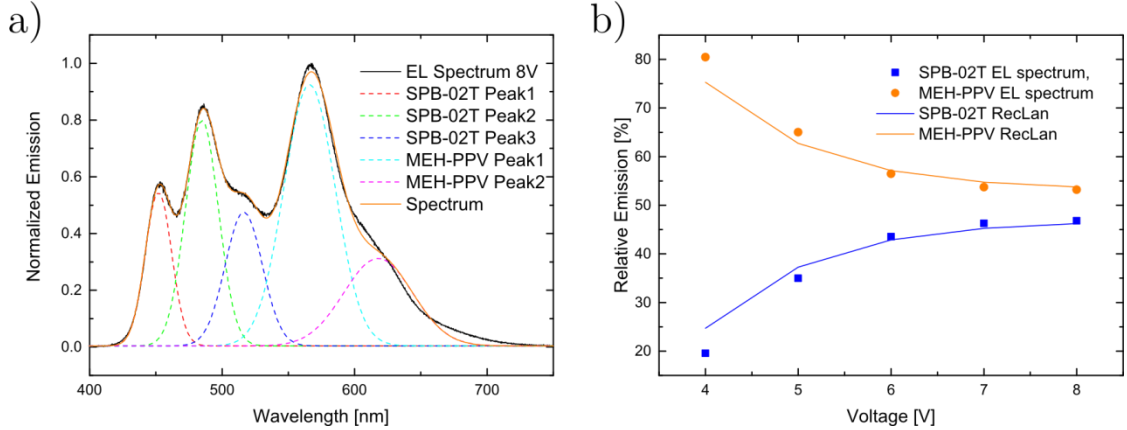 a)
1.0
0.8
0.6
0.4
0.2
0.0
400
500
600
700
Normalized Emission
Wavelength [nm]
EL Spectrum 8V
SPB-02T Peak1
SPB-02T Peak2
SPB-02T Peak3
MEH-PPV Peak1
MEH-PPV Peak2
Spectrum
b)
80
70
60
50
40
30
20
4
5
6
7
8
Relative Emission [%]
Voltage [V]
SPB-02T EL spectrum,
MEH-PPV EL spectrum
SPB-02T RecLan
MEH-PPV RecLan